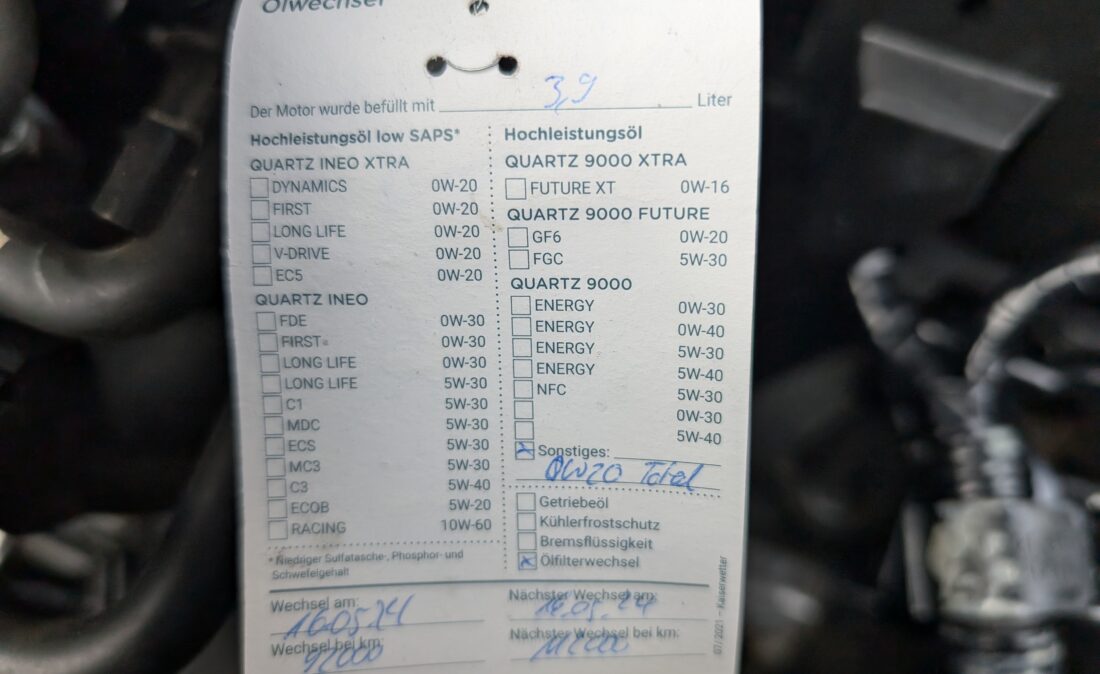 Ölwechsel
Der Motor wurde befüllt mit 3,9 Liter
Hochleistungsöl low SAPS*
QUARTZ INEO XTRA
DYNAMICS 0W-20
FIRST 0W-20
LONG LIFE 0W-20
V-DRIVE 0W-20
EC5 0W-20
QUARTZ INEO
FDE 0W-30
FIRST 0W-30
LONG LIFE 0W-30
LONG LIFE 5W-30
C1 5W-30
MDC 5W-30
ECS 5W-30
MC3 5W-30
C3 5W-40
ECOB 5W-20
RACING 10W-60
* Niedriger Sulfatasche-, Phosphor- und
Schwefelgehalt
Hochleistungsöl
QUARTZ 9000 XTRA
FUTURE XT 0W-16
QUARTZ 9000 FUTURE
GF6 0W-20
FGC 5W-30
QUARTZ 9000
ENERGY 0W-30
ENERGY 0W-40
ENERGY 5W-30
ENERGY 5W-40
NFC 5W-30
0W-30
5W-40
Sonstiges:
0W20 Total
Getriebeöl
Kühlerfrostschutz
Bremsflüssigkeit
Ölfilterwechsel
Wechsel am:
16.05.24
Wechsel bei km:
92000
Nächster Wechsel am:
16.05.24
Nächster Wechsel bei km:
112000
07/2021 – Kaiserwetter